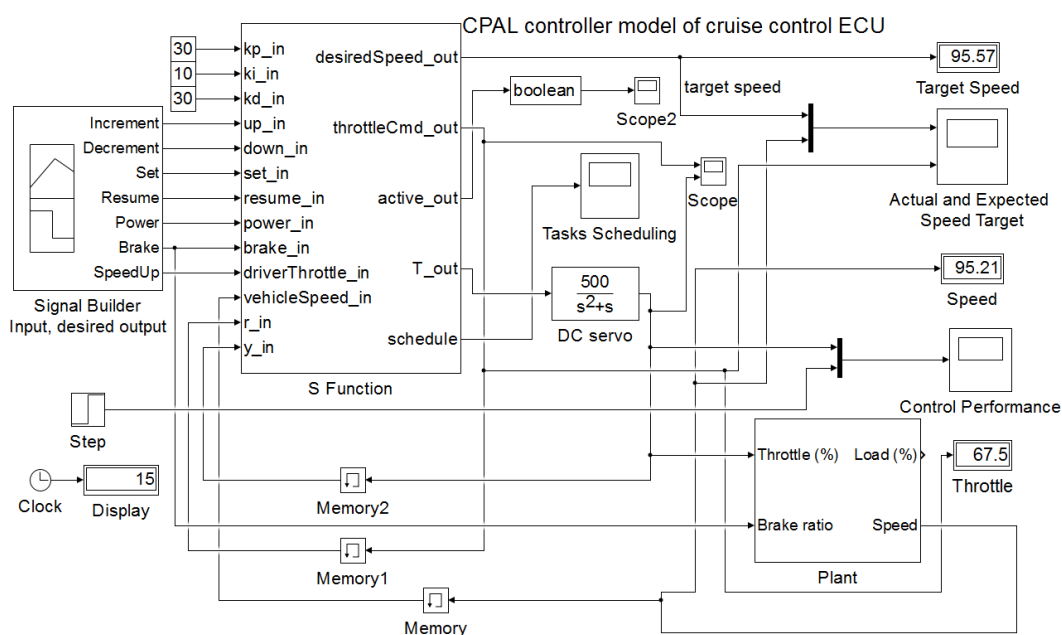 CPAL controller model of cruise control ECU
30
10
30
kp_in
ki_in
kd_in
up_in
down_in
set_in
resume_in
power_in
brake_in
driverThrottle_in
vehicleSpeed_in
r_in
y_in
desiredSpeed_out
throttleCmd_out
active_out
T_out
schedule
S Function
Increment
Decrement
Set
Resume
Power
Brake
SpeedUp
Signal Builder
Input, desired output
boolean
Scope2
target speed
95.57
Target Speed
Scope
Tasks Scheduling
Actual and Expected
Speed Target
500
s²+s
DC servo
95.21
Speed
Control Performance
Step
Clock
15
Display
Memory2
Memory1
Memory
Throttle (%)
Load (%)
Brake ratio
Speed
Plant
67.5
Throttle